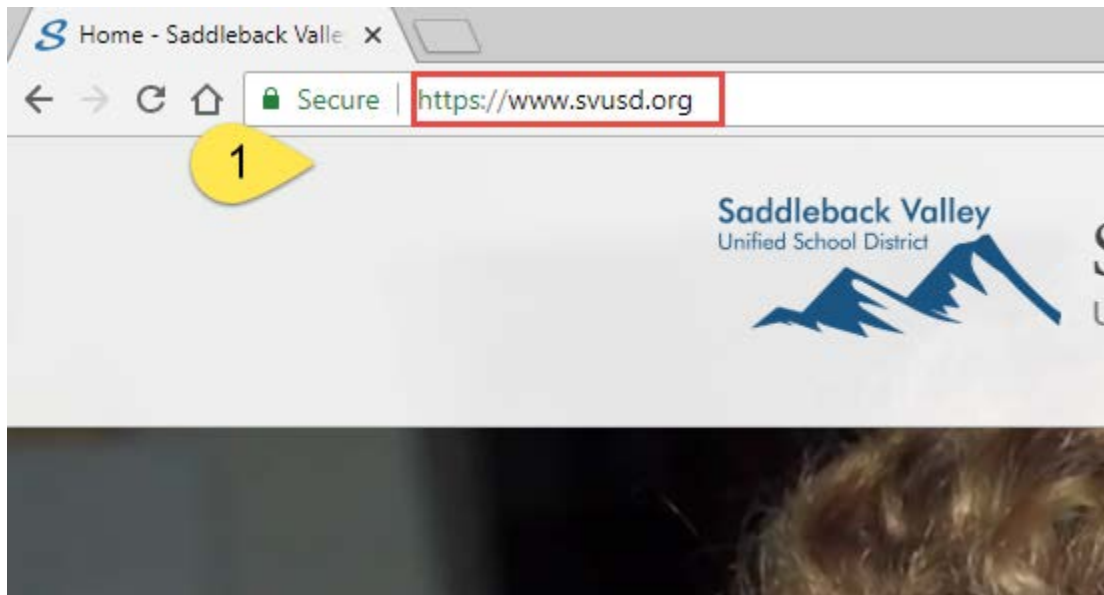 S Home - Saddleback Valle
Secure | https://www.svusd.org
1
Saddleback Valley
Unified School District
S
U